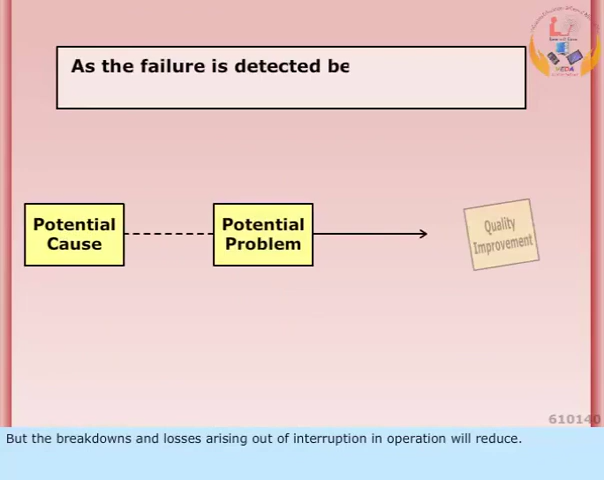 As the failure is detected be
Potential
Cause
Potential
Problem
Quality
Improvement
610140
But the breakdowns and losses arising out of interruption in operation will reduce.